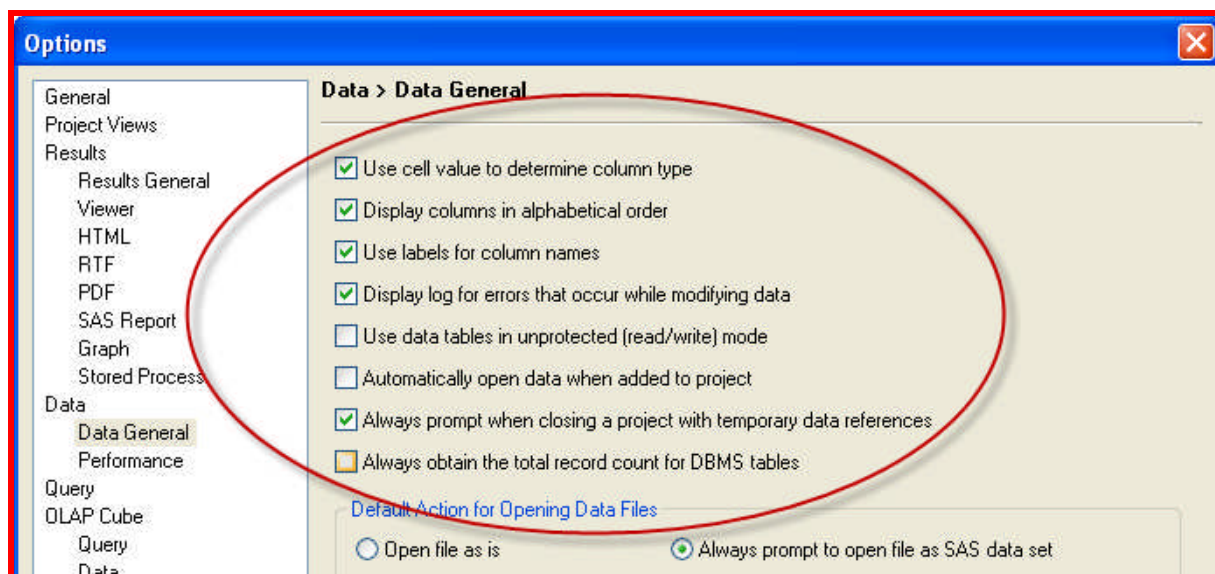 Options
General
Project Views
Results
Results General
Viewer
HTML
RTF
PDF
SAS Report
Graph
Stored Process
Data
Data General
Performance
Query
OLAP Cube
Query
Data
Data > Data General
Use cell value to determine column type
Display columns in alphabetical order
Use labels for column names
Display log for errors that occur while modifying data
Use data tables in unprotected (read/write) mode
Automatically open data when added to project
Always prompt when closing a project with temporary data references
Always obtain the total record count for DBMS tables
Default Action for Opening Data Files
Open file as is Always prompt to open file as SAS data set